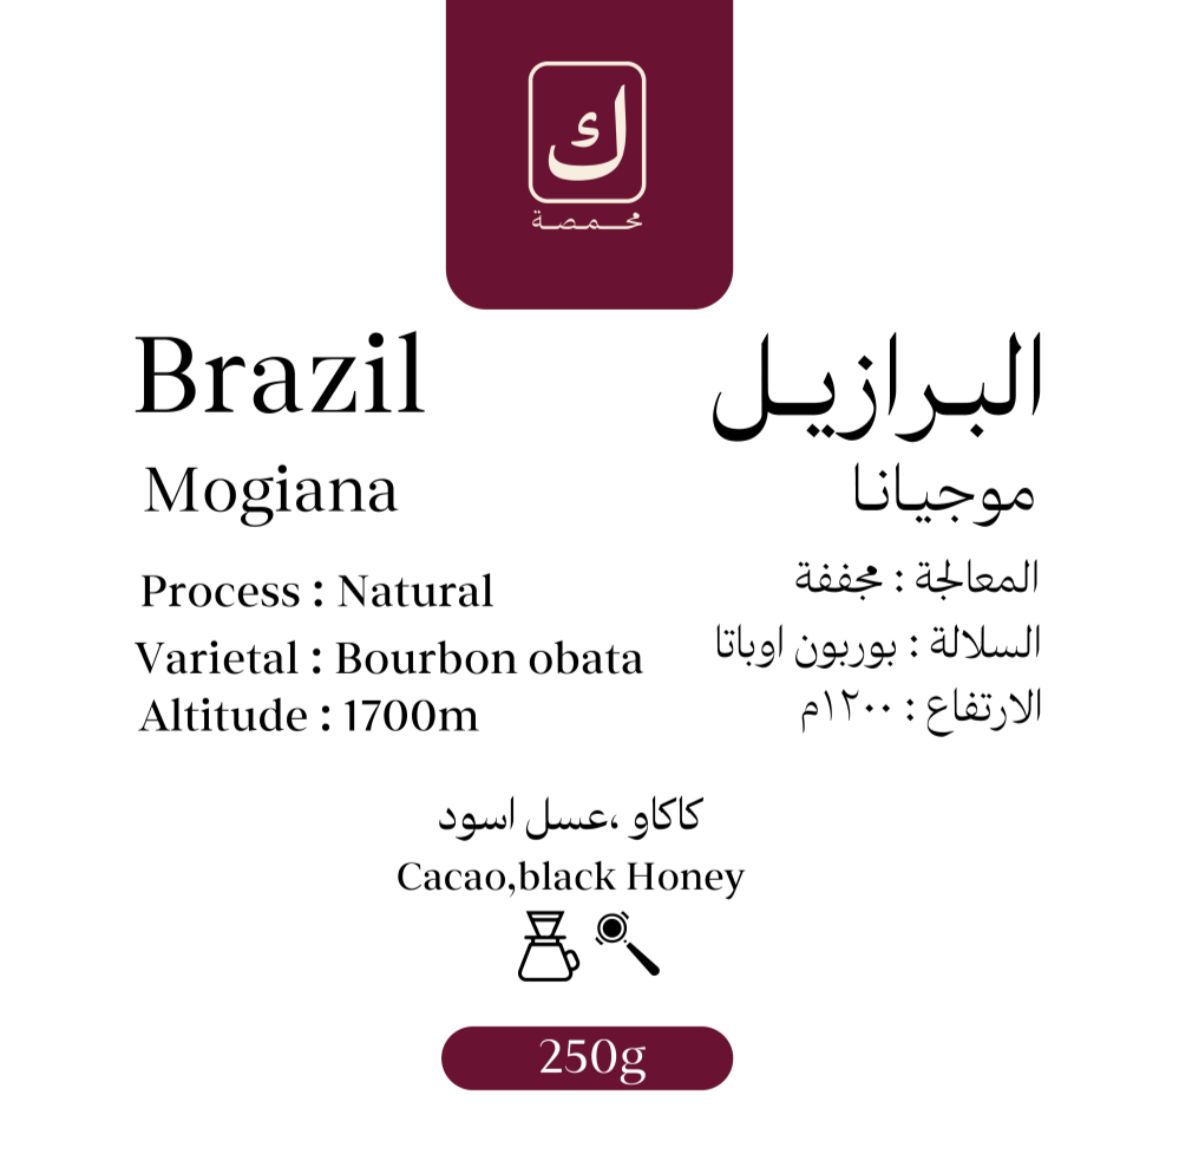 ك
محمصة
Brazil
البرازيل
Mogiana
موجيانا
Process : Natural
المعالجة : مجففة
Varietal : Bourbon obata
السلالة : بوربون اوباتا
Altitude : 1700m
الارتفاع : ١٢٠٠م
كاكاو ،عسل اسود
Cacao,black Honey
250g